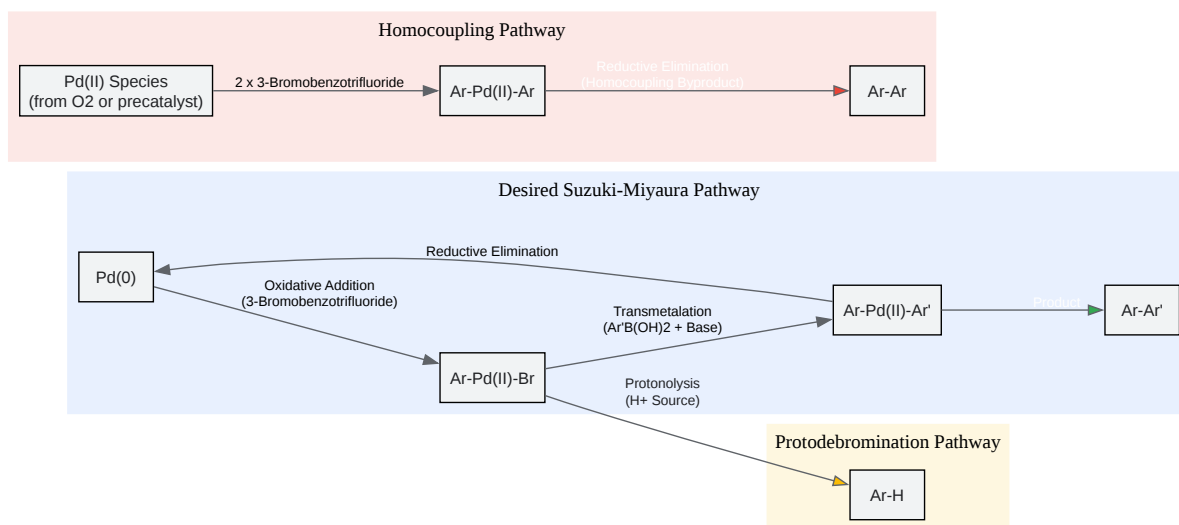 Homocoupling Pathway
Pd(II) Species
(from O2 or precatalyst)
2 x 3-Bromobenzotrifluoride
Ar-Pd(II)-Ar
Reductive Elimination
(Homocoupling Byproduct)
Ar-Ar
Desired Suzuki-Miyaura Pathway
Pd(0)
Reductive Elimination
Oxidative Addition
(3-Bromobenzotrifluoride)
Ar-Pd(II)-Br
Transmetalation
(Ar'B(OH)2 + Base)
Ar-Pd(II)-Ar'
Product
Ar-Ar'
Protonolysis
(H+ Source)
Protodebromination Pathway
Ar-H